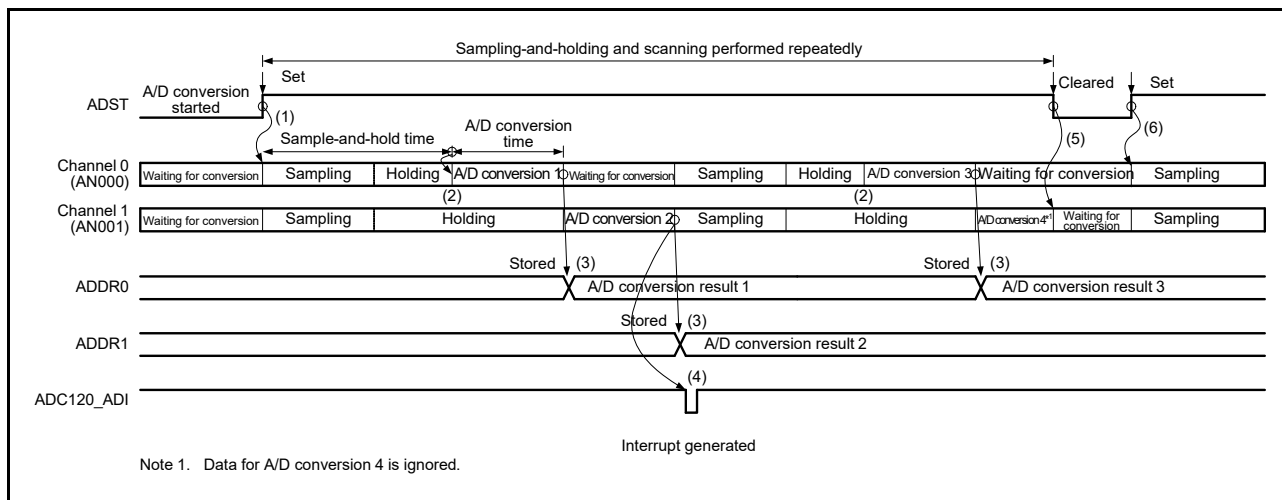 Sampling-and-holding and scanning performed repeatedly
Set
Cleared
Set
ADST
A/D conversion
started
(1)
(5)
(6)
Sample-and-hold time
A/D conversion
time
Channel 0
(AN000)
Waiting for conversion
Sampling
Holding
A/D conversion 1
Waiting for conversion
Sampling
Holding
A/D conversion 3
Waiting for conversion
Sampling
(2)
(2)
Channel 1
(AN001)
Waiting for conversion
Sampling
Holding
A/D conversion 2
Sampling
Holding
A/D conversion 4*1
Waiting for
conversion
Sampling
Stored
(3)
Stored
(3)
ADDR0
A/D conversion result 1
A/D conversion result 3
Stored
(3)
ADDR1
A/D conversion result 2
(4)
ADC120_ADI
Interrupt generated
Note 1. Data for A/D conversion 4 is ignored.